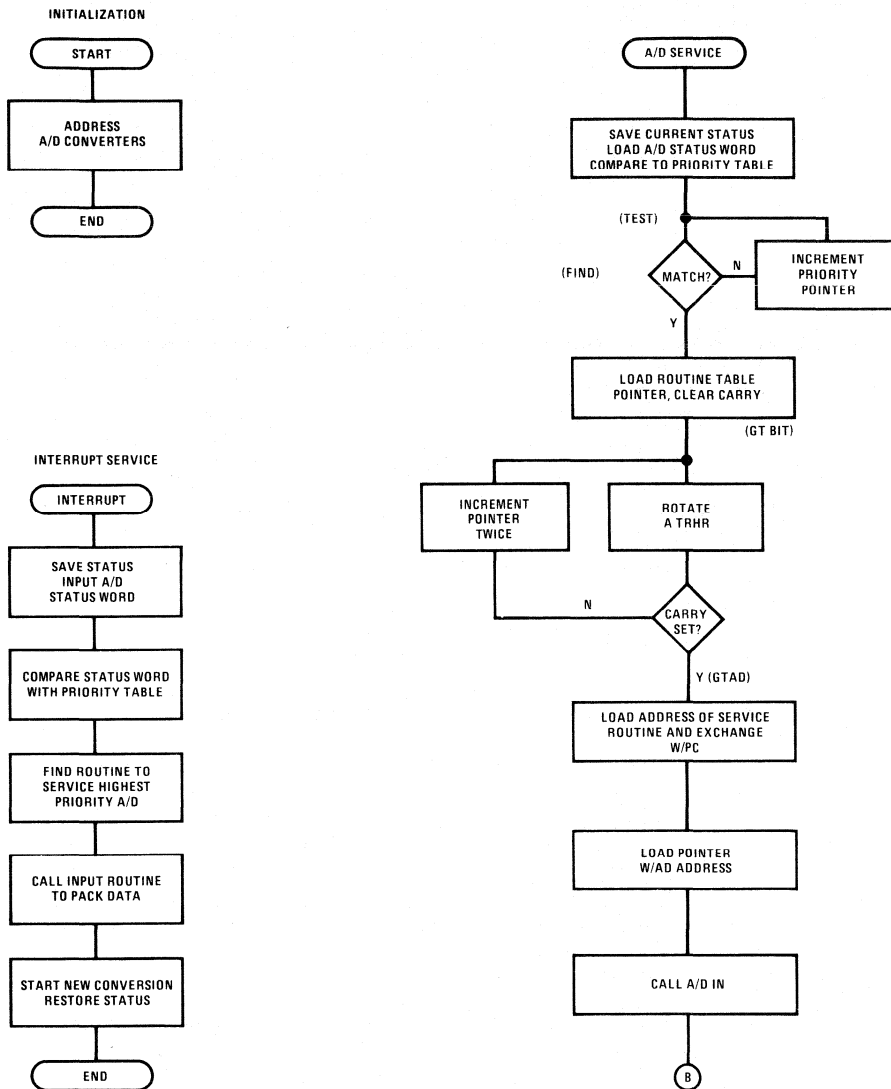 INITIALIZATION
START
ADDRESS
A/D CONVERTERS
END
INTERRUPT SERVICE
INTERRUPT
SAVE STATUS
INPUT A/D
STATUS WORD
COMPARE STATUS WORD
WITH PRIORITY TABLE
FIND ROUTINE TO
SERVICE HIGHEST
PRIORITY A/D
CALL INPUT ROUTINE
TO PACK DATA
START NEW CONVERSION
RESTORE STATUS
END
A/D SERVICE
SAVE CURRENT STATUS
LOAD A/D STATUS WORD
COMPARE TO PRIORITY TABLE
(TEST)
(FIND)
MATCH?
N
INCREMENT
PRIORITY
POINTER
Y
LOAD ROUTINE TABLE
POINTER, CLEAR CARRY
(GT BIT)
INCREMENT
POINTER
TWICE
ROTATE
A TRHR
N
CARRY
SET?
Y (GTAD)
LOAD ADDRESS OF SERVICE
ROUTINE AND EXCHANGE
W/PC
LOAD POINTER
W/AD ADDRESS
CALL A/D IN
B